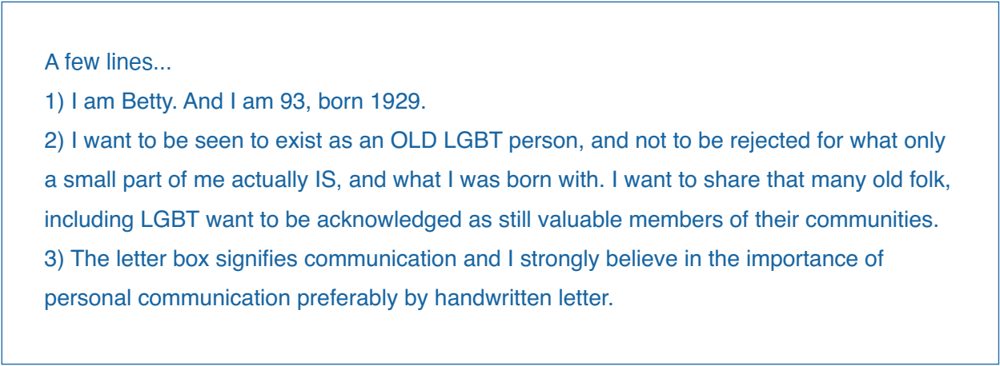 A few lines...
1) I am Betty. And I am 93, born 1929.
2) I want to be seen to exist as an OLD LGBT person, and not to be rejected for what only
a small part of me actually IS, and what I was born with. I want to share that many old folk,
including LGBT want to be acknowledged as still valuable members of their communities.
3) The letter box signifies communication and I strongly believe in the importance of
personal communication preferably by handwritten letter.